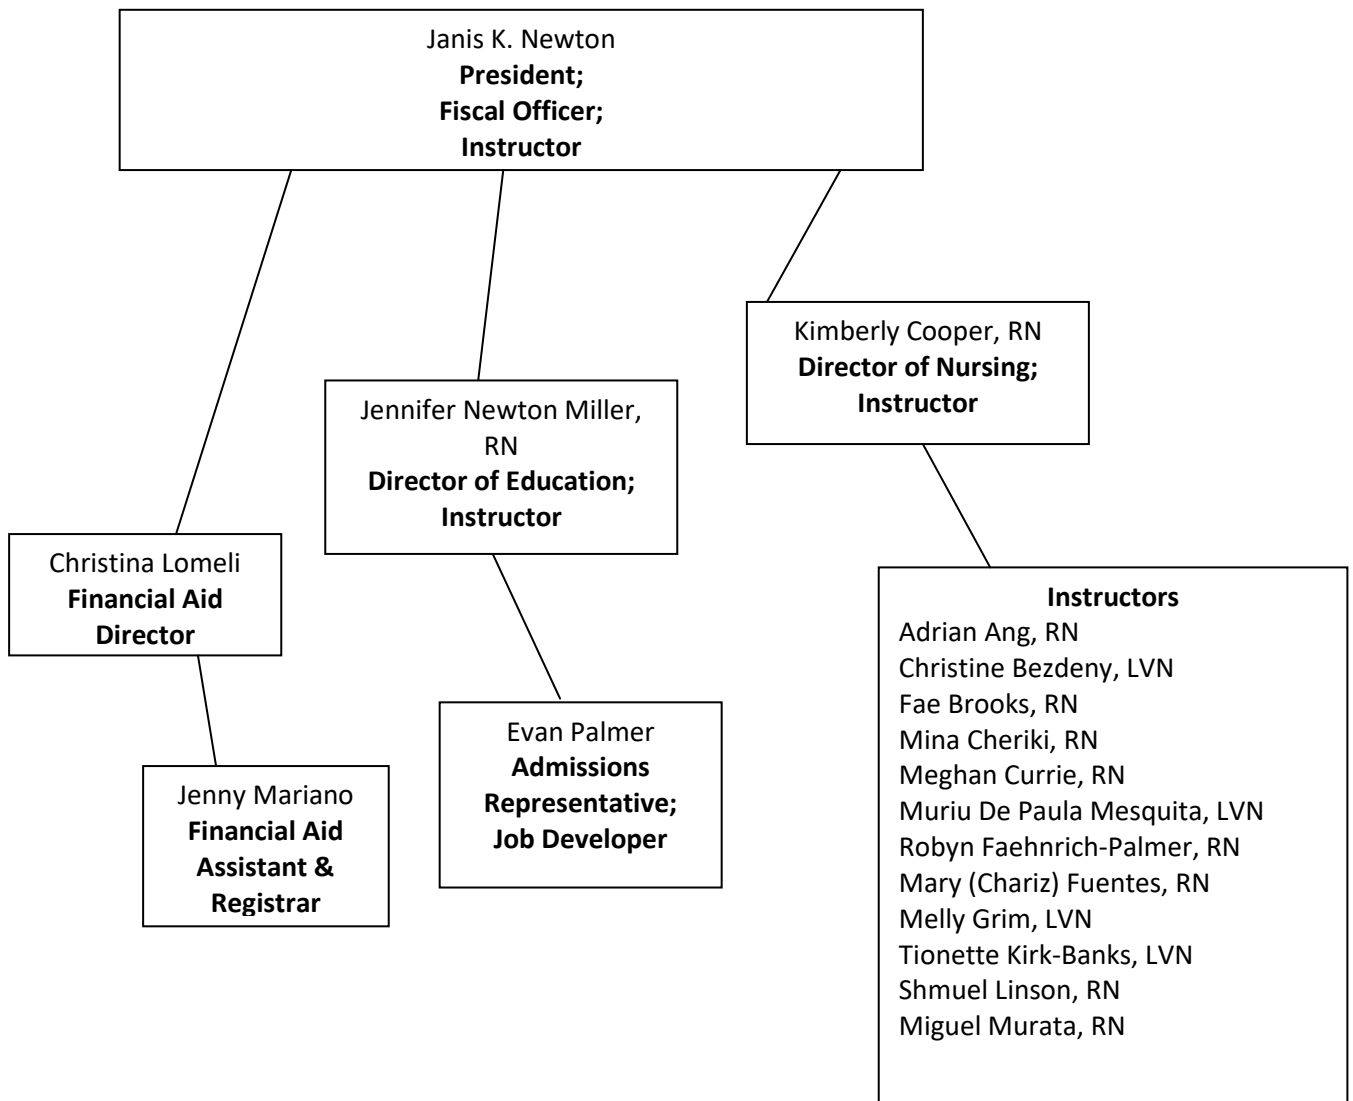 Janis K. Newton
President;
Fiscal Officer;
Instructor
Kimberly Cooper, RN
Director of Nursing;
Instructor
Jennifer Newton Miller,
RN
Director of Education;
Instructor
Christina Lomeli
Financial Aid
Director
Instructors
Adrian Ang, RN
Christine Bezdeny, LVN
Fae Brooks, RN
Mina Cheriki, RN
Meghan Currie, RN
Muriu De Paula Mesquita, LVN
Robyn Faehnrich-Palmer, RN
Mary (Chariz) Fuentes, RN
Melly Grim, LVN
Tionette Kirk-Banks, LVN
Shmuel Linson, RN
Miguel Murata, RN
Evan Palmer
Admissions
Representative;
Job Developer
Jenny Mariano
Financial Aid
Assistant &
Registrar